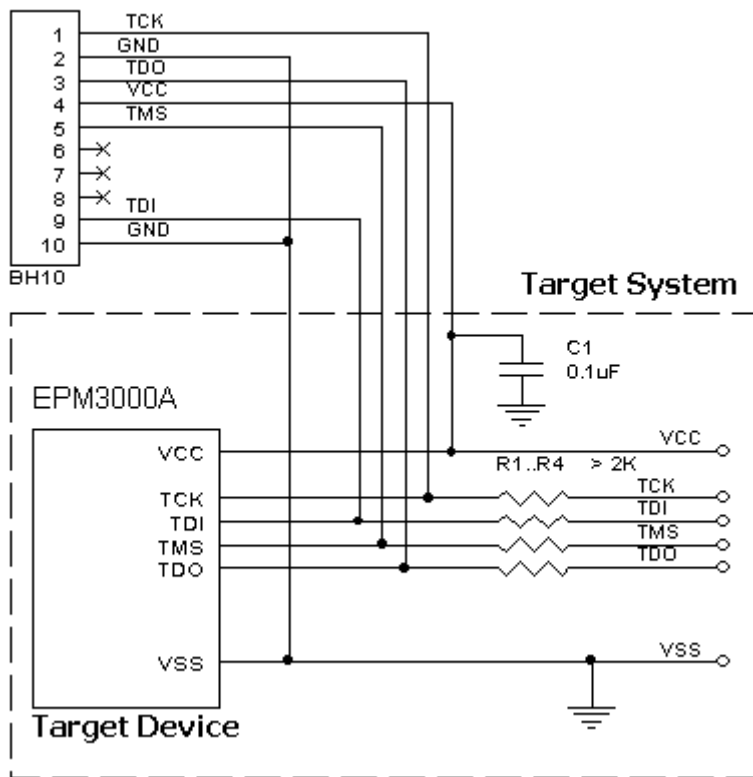 1 TCK
2 GND
3 TDO
4 VCC
5 TMS
6
7
8
9 TDI
10 GND
BH10
Target System
C1
0.1uF
EPM3000A
VCC
VCC
R1..R4 > 2K
TCK
TCK
TDI
TDI
TMS
TMS
TDO
TDO
VSS
VSS
Target Device